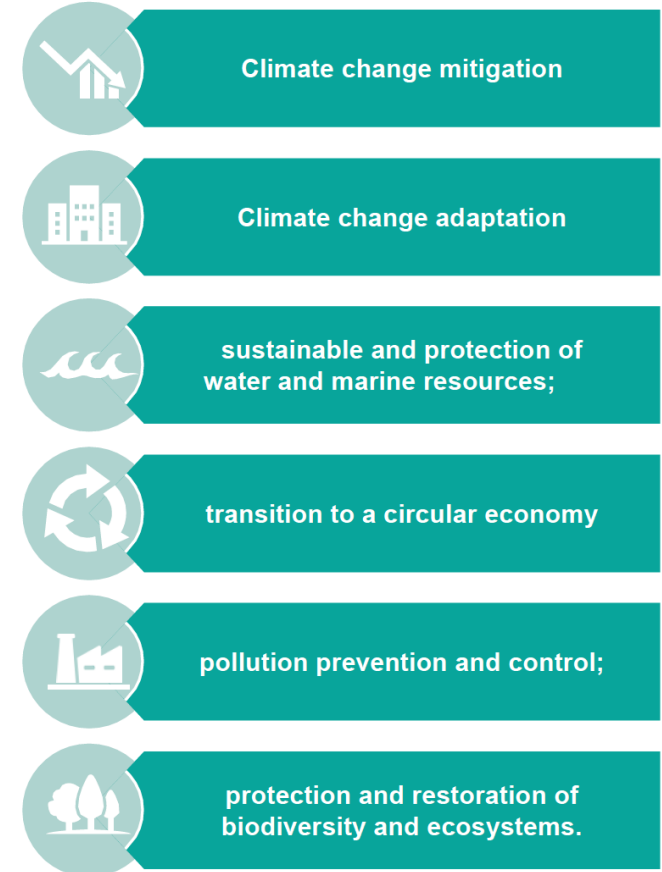 Climate change mitigation
Climate change adaptation
sustainable and protection of
water and marine resources;
transition to a circular economy
pollution prevention and control;
protection and restoration of
biodiversity and ecosystems.